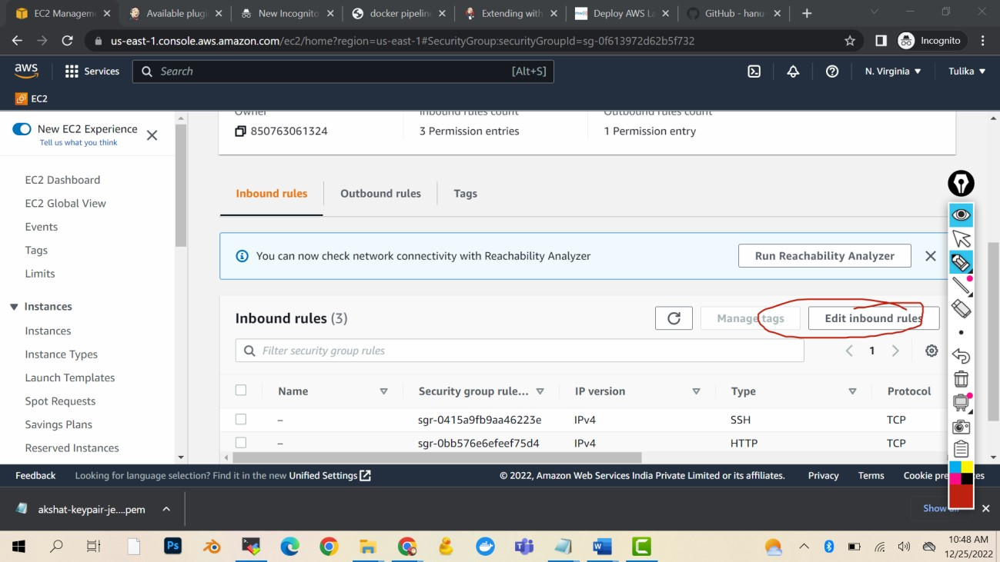 EC2 Manageme
Available plugi
New Incognito
docker pipeline
Extending with
Deploy AWS La
GitHub - hanu
us-east-1.console.aws.amazon.com/ec2/home?region=us-east-1#SecurityGroup:securityGroupId=sg-0f613972d62b5f732
Incognito
aws
Services
Search
[Alt+S]
N. Virginia
Tulika
EC2
New EC2 Experience
Tell us what you think
EC2 Dashboard
EC2 Global View
Events
Tags
Limits
Instances
Instances
Instance Types
Launch Templates
Spot Requests
Savings Plans
Reserved Instances
Owner
Inbound rules count
Outbound rules count
850763061324
3 Permission entries
1 Permission entry
Inbound rules
Outbound rules
Tags
You can now check network connectivity with Reachability Analyzer
Run Reachability Analyzer
Inbound rules (3)
Manage tags
Edit inbound rules
Filter security group rules
1
Name
Security group rule...
IP version
Type
Protocol
–
sgr-0415a9fb9aa46223e
IPv4
SSH
TCP
–
sgr-0bb576e6efeef75d4
IPv4
HTTP
TCP
Feedback
Looking for language selection? Find it in the new Unified Settings
© 2022, Amazon Web Services India Private Limited or its affiliates.
Privacy
Terms
Cookie pre
es
akshat-keypair-je....pem
Show all
Ps
10:48 AM
12/25/2022